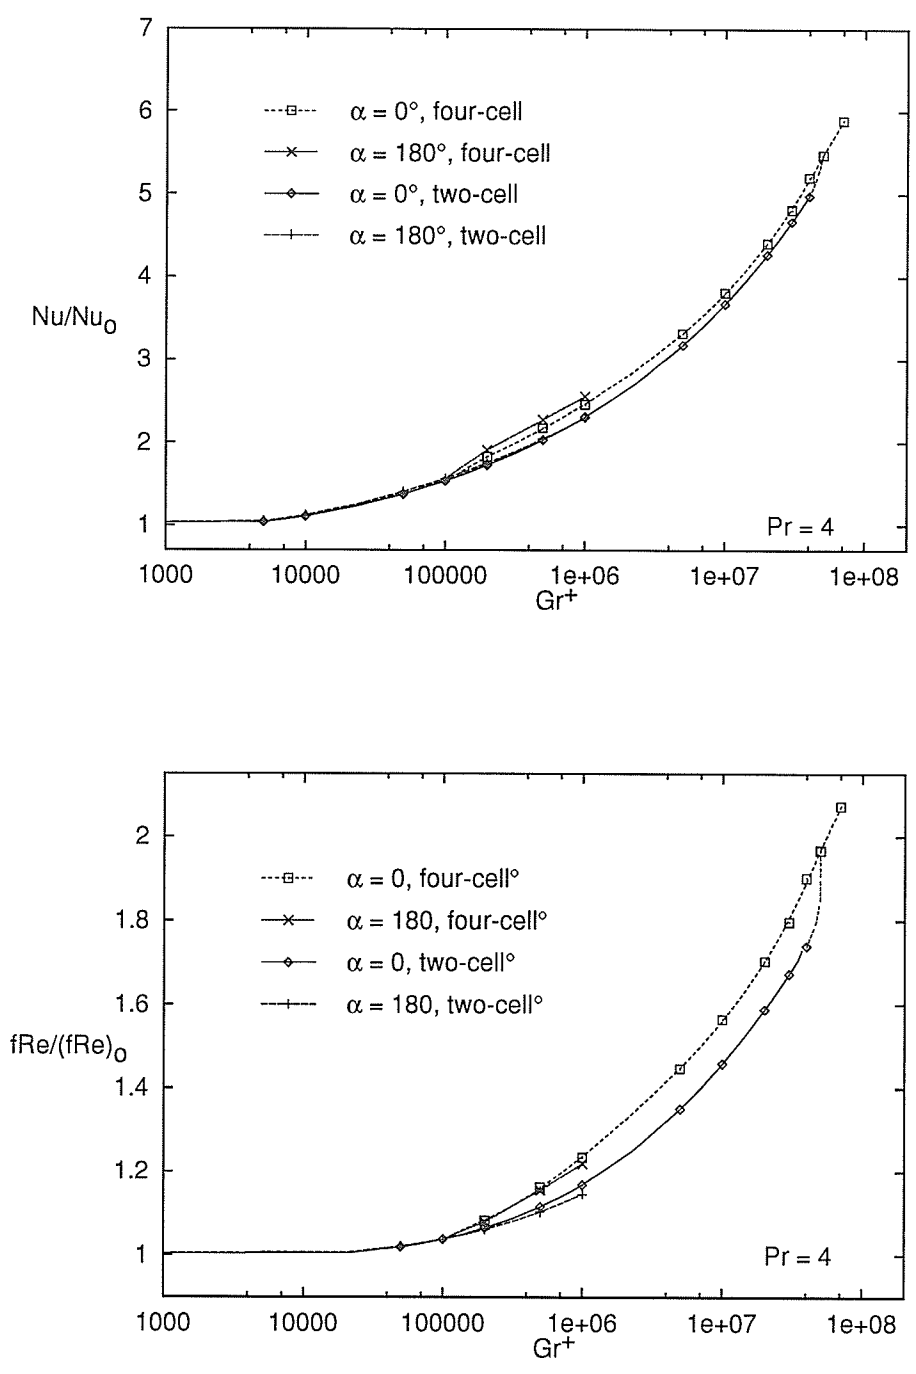 7
6
α = 0°, four-cell
α = 180°, four-cell
5
α = 0°, two-cell
α = 180°, two-cell
4
Nu/Nuo
3
2
1
Pr = 4
1000 10000 100000 1e+06 1e+07 1e+08
Gr+
2
α = 0, four-cell°
1.8
α = 180, four-cell°
α = 0, two-cell°
1.6
α = 180, two-cell°
fRe/(fRe)o
1.4
1.2
1
Pr = 4
1000 10000 100000 1e+06 1e+07 1e+08
Gr+